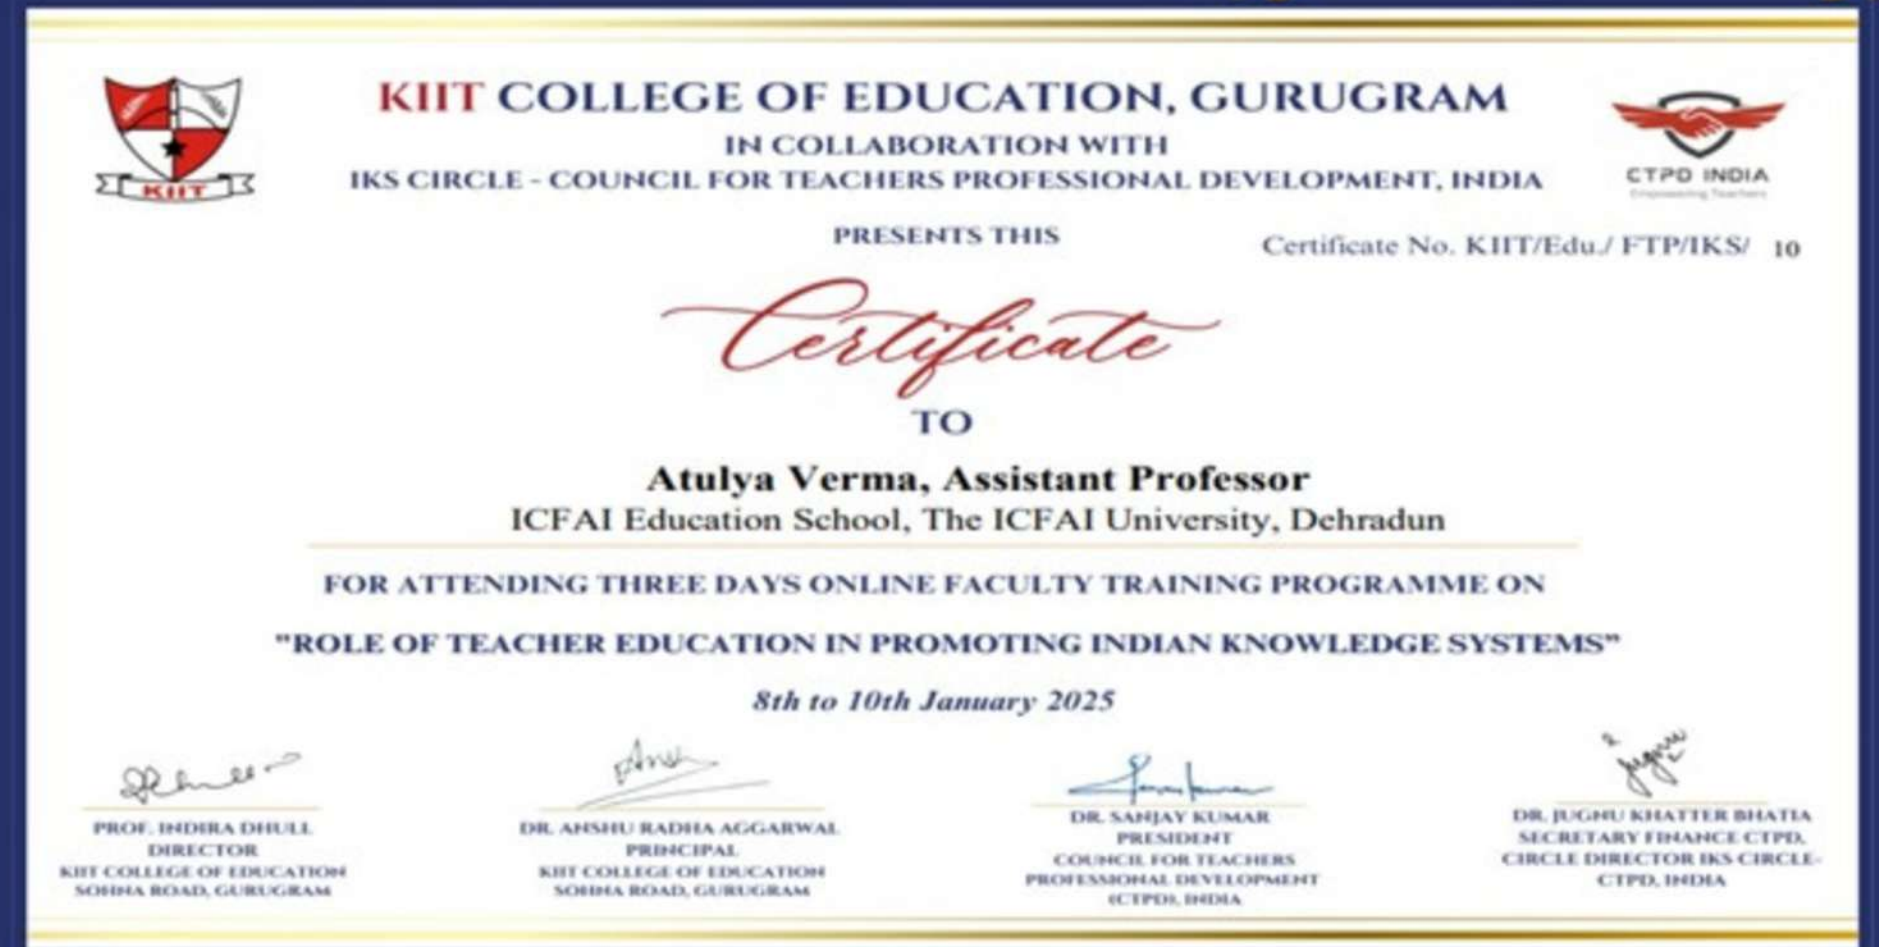 KIIT COLLEGE OF EDUCATION, GURUGRAM
IN COLLABORATION WITH
IKS CIRCLE - COUNCIL FOR TEACHERS PROFESSIONAL DEVELOPMENT, INDIA
KIIT
CTPD INDIA
Empowering Teachers
PRESENTS THIS
Certificate No. KIIT/Edu./ FTP/IKS/ 10
Certificate
TO
Atulya Verma, Assistant Professor
ICFAI Education School, The ICFAI University, Dehradun
FOR ATTENDING THREE DAYS ONLINE FACULTY TRAINING PROGRAMME ON
"ROLE OF TEACHER EDUCATION IN PROMOTING INDIAN KNOWLEDGE SYSTEMS"
8th to 10th January 2025
PROF. INDIRA DHULL
DIRECTOR
KIIT COLLEGE OF EDUCATION
SOHNA ROAD, GURUGRAM
DR. ANSHU RADHA AGGARWAL
PRINCIPAL
KIIT COLLEGE OF EDUCATION
SOHNA ROAD, GURUGRAM
DR. SANJAY KUMAR
PRESIDENT
COUNCIL FOR TEACHERS
PROFESSIONAL DEVELOPMENT
(CTPD), INDIA
DR. JUGNU KHATTER BHATIA
SECRETARY FINANCE CTPD,
CIRCLE DIRECTOR IKS CIRCLE-
CTPD, INDIA